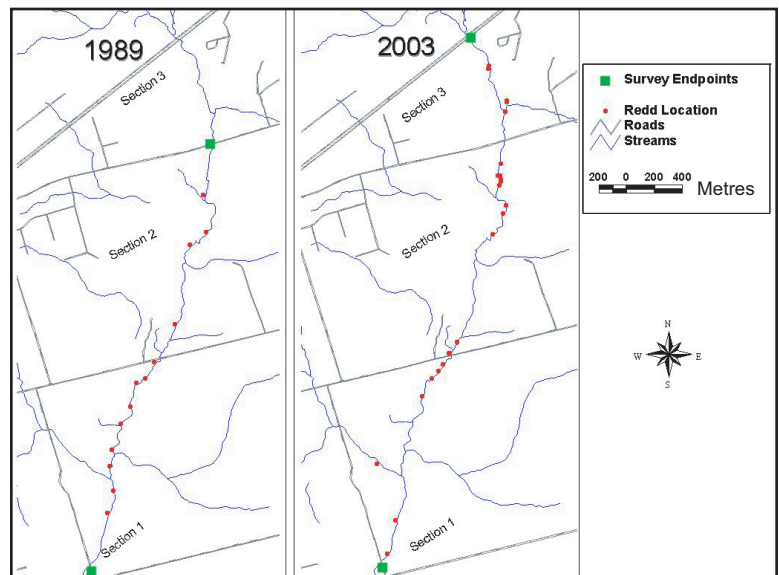 1989
Section 3
Section 2
Section 1
2003
Section 3
Section 2
Section 1
Survey Endpoints
Redd Location
Roads
Streams
200 0 200 400 Metres
N
W E
S